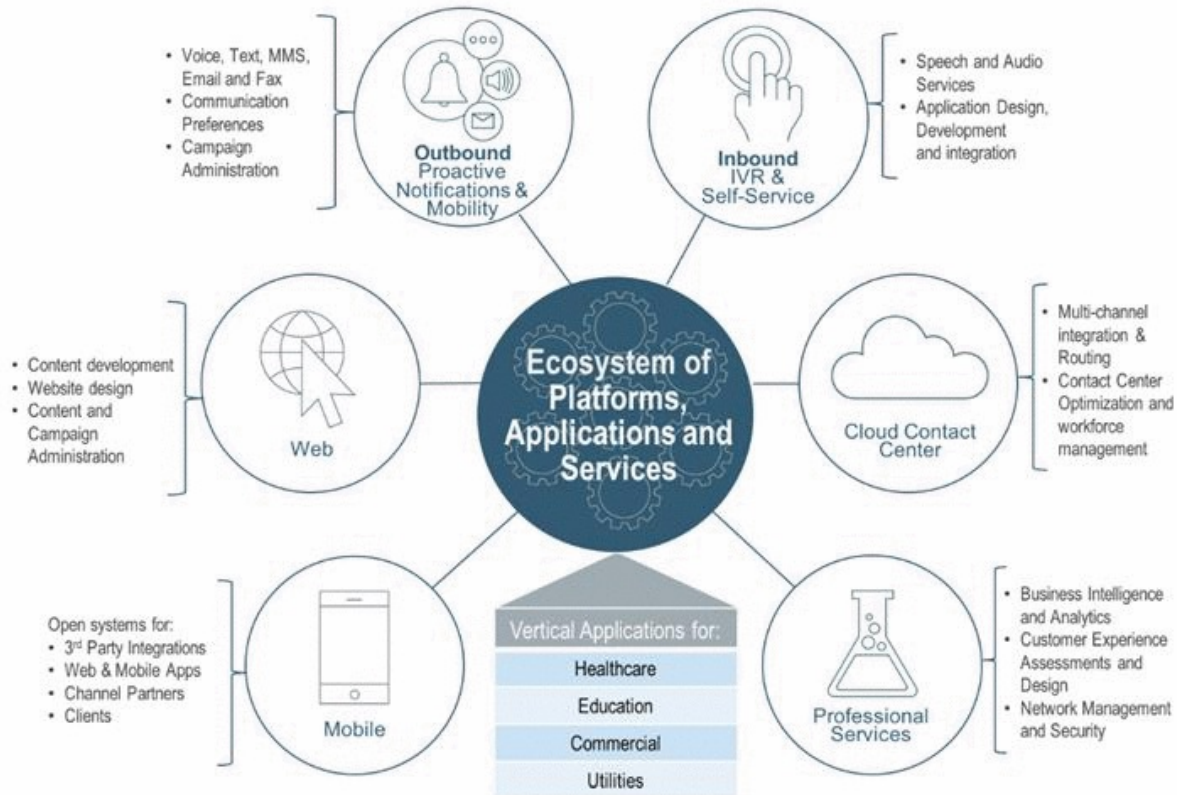 • Voice, Text, MMS,
Email and Fax
• Communication
Preferences
• Campaign
Administration
Outbound
Proactive
Notifications &
Mobility
Inbound
IVR &
Self-Service
• Speech and Audio
Services
• Application Design,
Development
and integration
• Content development
• Website design
• Content and
Campaign
Administration
Web
Ecosystem of
Platforms,
Applications and
Services
Cloud Contact
Center
• Multi-channel
integration &
Routing
• Contact Center
Optimization and
workforce
management
Open systems for:
• 3rd Party Integrations
• Web & Mobile Apps
• Channel Partners
• Clients
Mobile
Vertical Applications for:
Healthcare
Education
Commercial
Utilities
Professional
Services
• Business Intelligence
and Analytics
• Customer Experience
Assessments and
Design
• Network Management
and Security